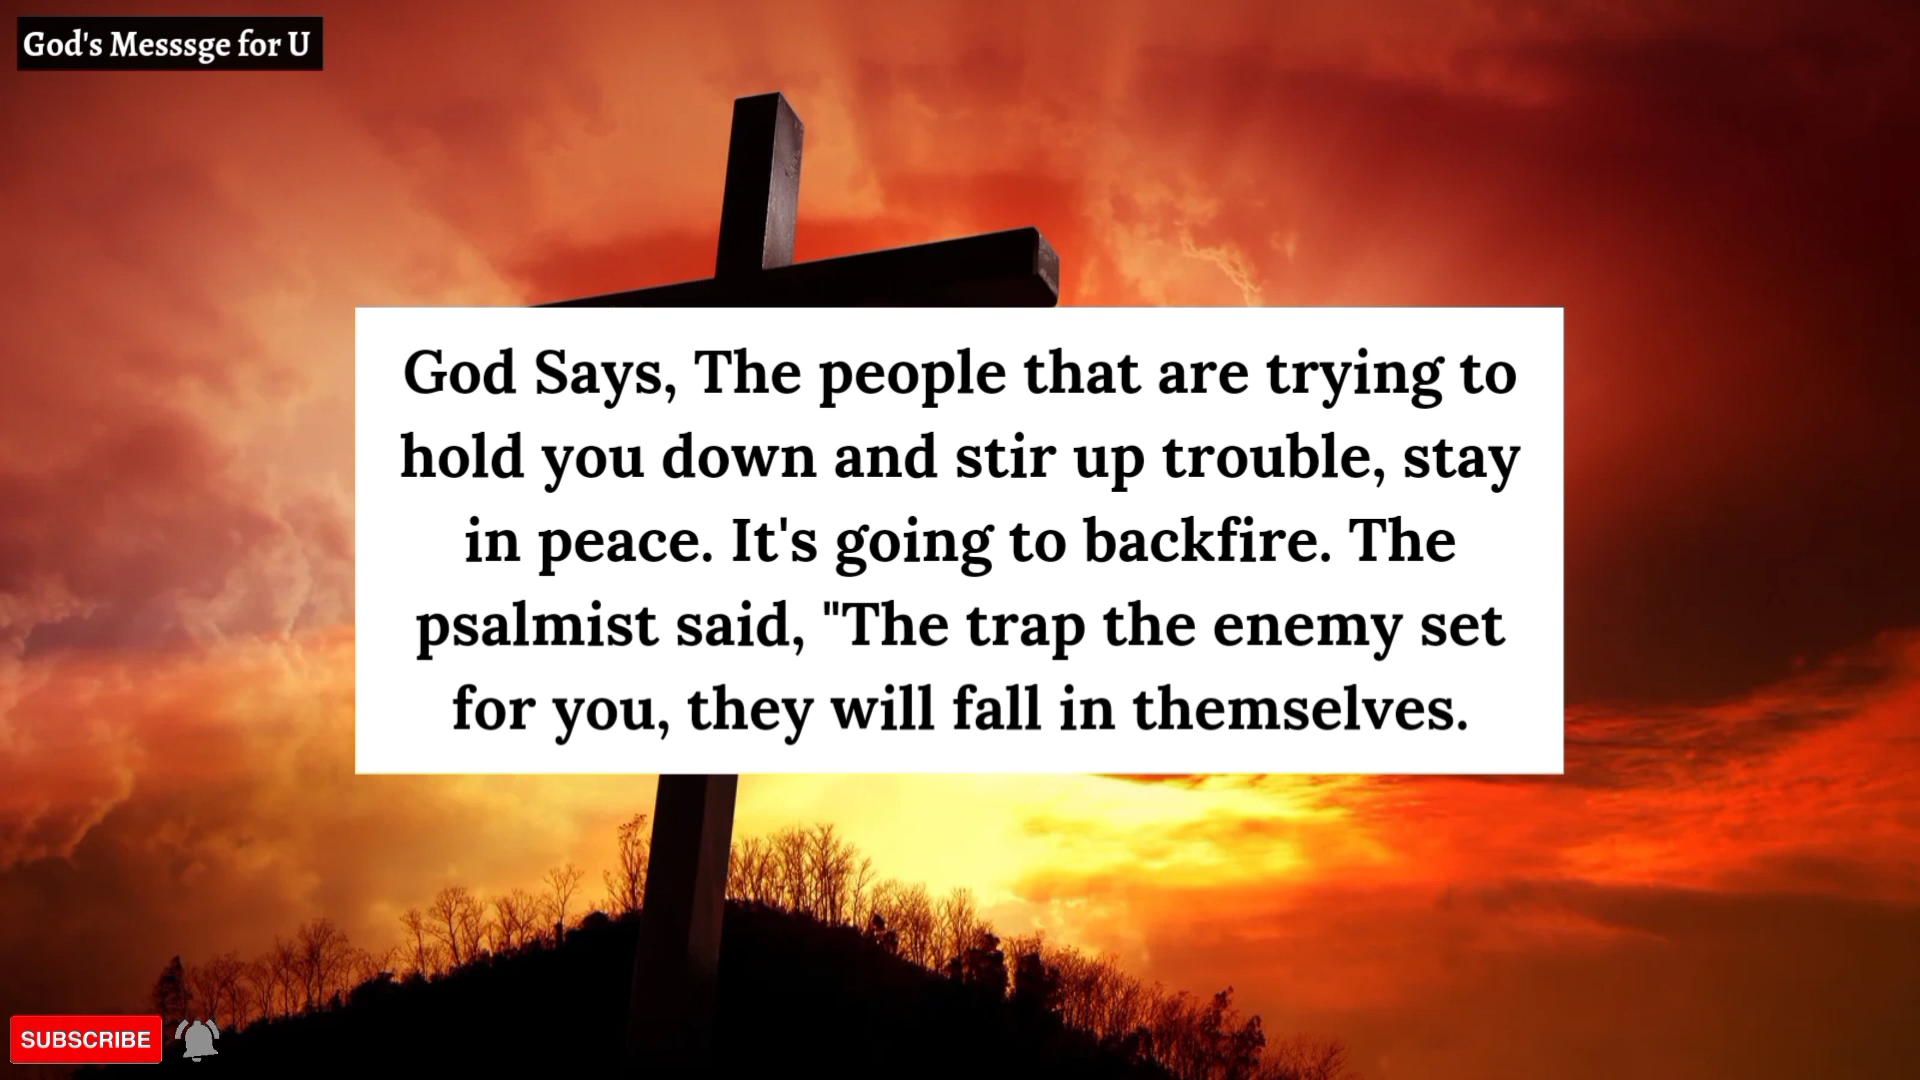 God's Messsge for U
God Says, The people that are trying to
hold you down and stir up trouble, stay
in peace. It's going to backfire. The
psalmist said, "The trap the enemy set
for you, they will fall in themselves.
SUBSCRIBE